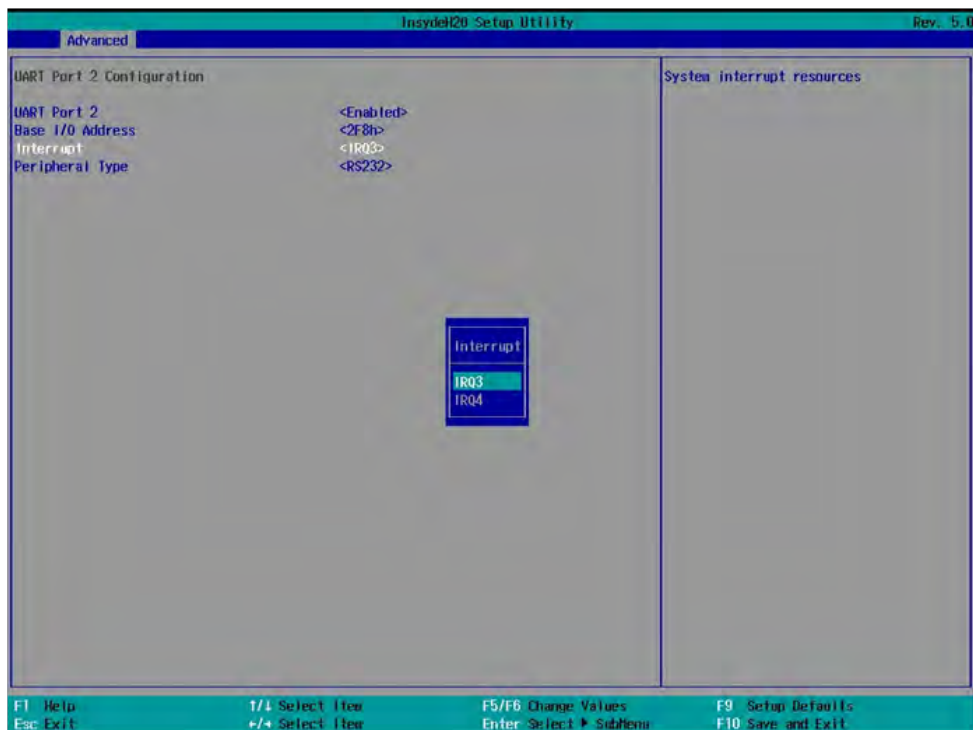 InsydeH2O Setup Utility Rev. 5.0
Advanced
UART Port 2 Configuration
UART Port 2 <Enabled>
Base I/O Address <2F8h>
Interrupt <IRQ3>
Peripheral Type <RS232>
System interrupt resources
Interrupt
IRQ3
IRQ4
F1 Help ↑/↓ Select Item F5/F6 Change Values F9 Setup Defaults
Esc Exit ←/→ Select Item Enter Select ▶ SubMenu F10 Save and Exit